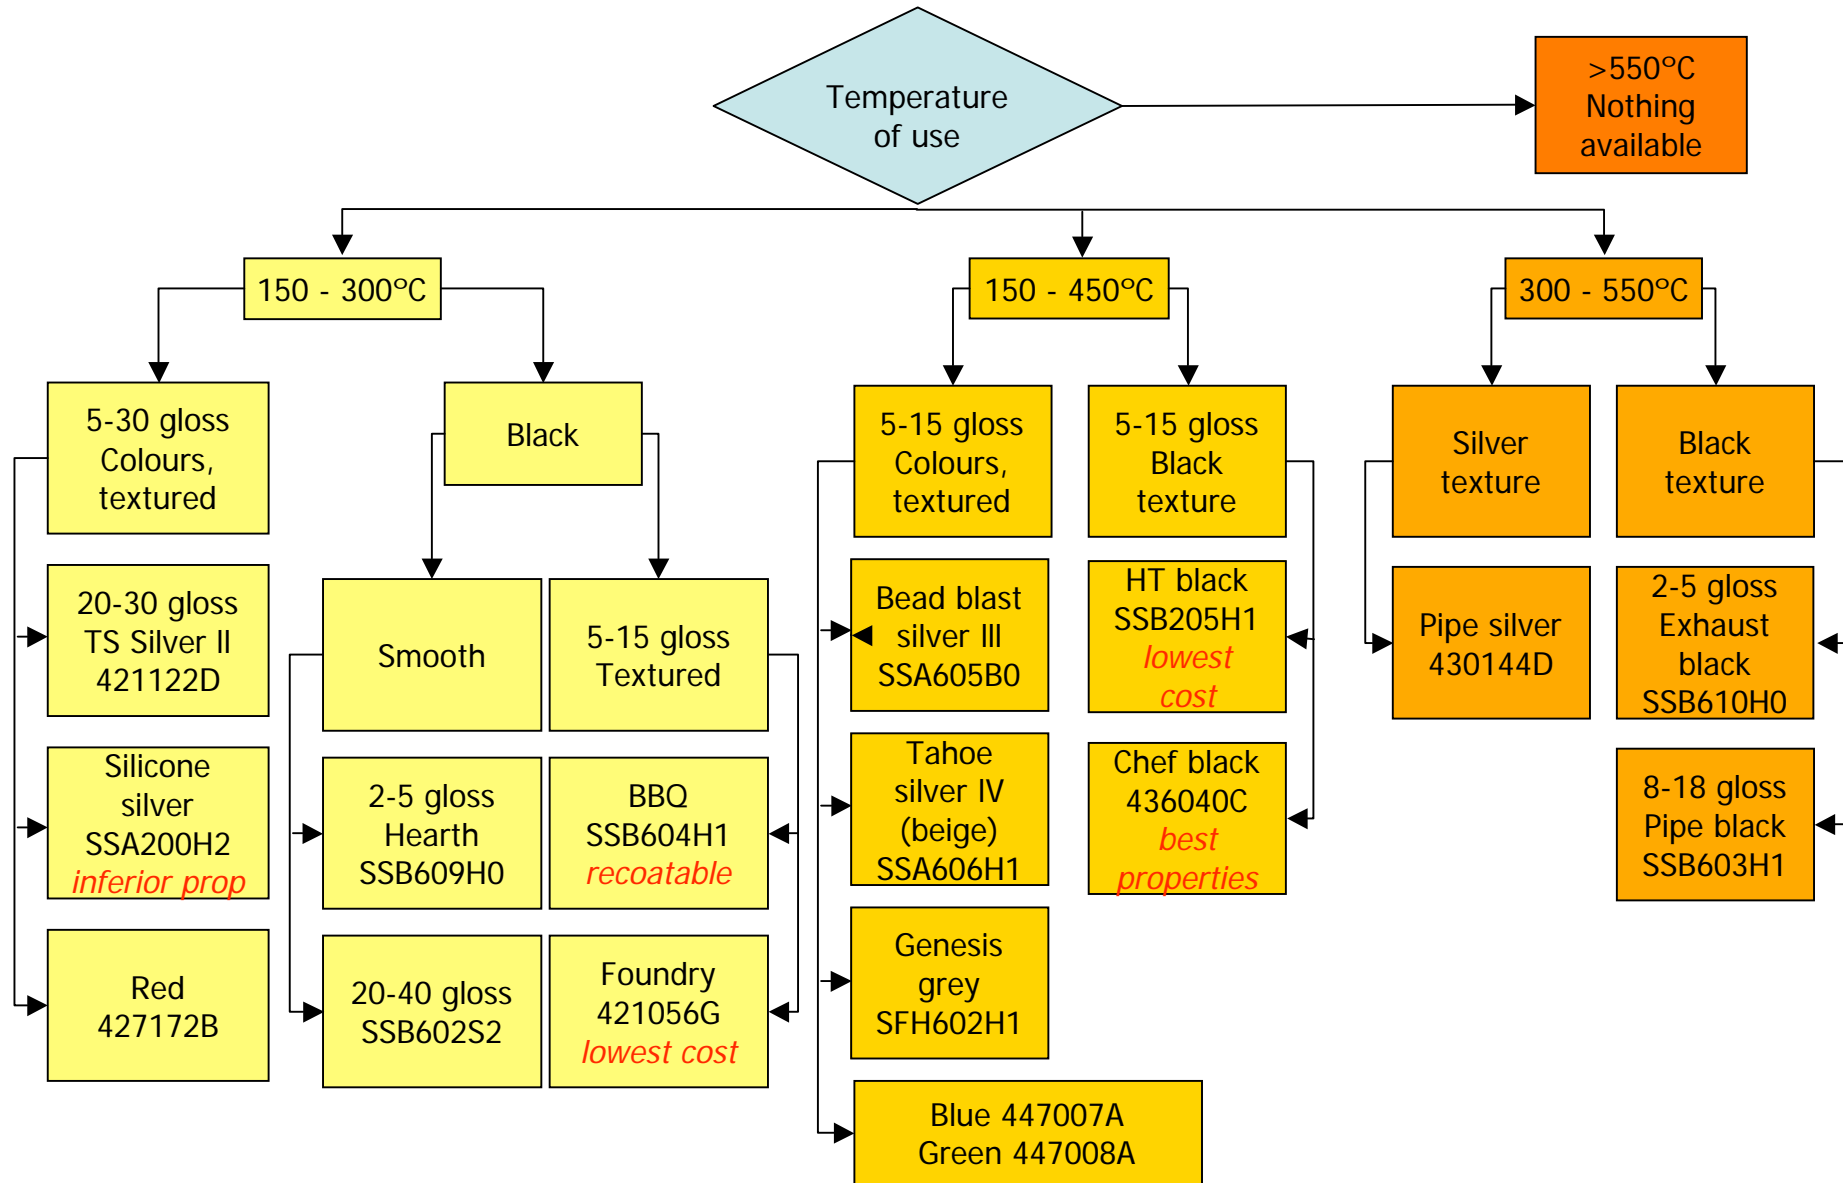 Temperature
of use
>550ºC
Nothing
available
150 - 300ºC
150 - 450ºC
300 - 550ºC
5-30 gloss
Colours,
textured
Black
5-15 gloss
Colours,
textured
5-15 gloss
Black
texture
Silver
texture
Black
texture
20-30 gloss
TS Silver II
421122D
Smooth
5-15 gloss
Textured
Bead blast
silver III
SSA605B0
HT black
SSB205H1
lowest
cost
Pipe silver
430144D
2-5 gloss
Exhaust
black
SSB610H0
Silicone
silver
SSA200H2
inferior prop
2-5 gloss
Hearth
SSB609H0
BBQ
SSB604H1
recoatable
Tahoe
silver IV
(beige)
SSA606H1
Chef black
436040C
best
properties
8-18 gloss
Pipe black
SSB603H1
Red
427172B
20-40 gloss
SSB602S2
Foundry
421056G
lowest cost
Genesis
grey
SFH602H1
Blue 447007A
Green 447008A